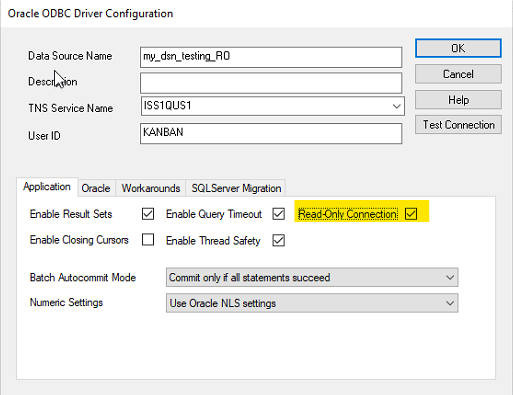 Oracle ODBC Driver Configuration
Data Source Name my_dsn_testing_RO OK
Description Cancel
TNS Service Name ISS1QUS1 Help
User ID KANBAN Test Connection
Application Oracle Workarounds SQLServer Migration
Enable Result Sets Enable Query Timeout Read-Only Connection
Enable Closing Cursors Enable Thread Safety
Batch Autocommit Mode Commit only if all statements succeed
Numeric Settings Use Oracle NLS settings